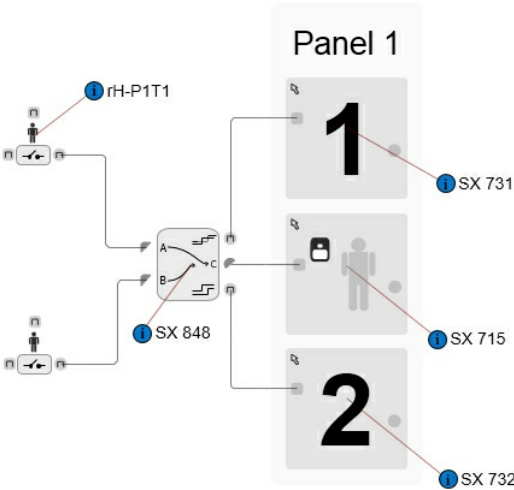 Panel 1
rH-P1T1
1
SX 731
A
C
B
SX 848
SX 715
2
SX 732